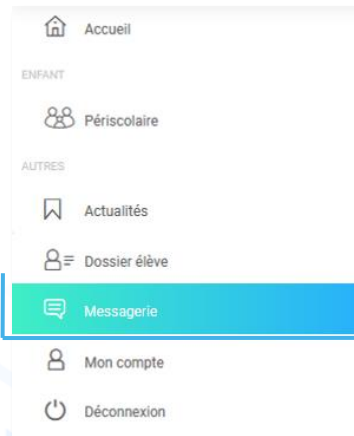 Accueil
ENFANT
Périscolaire
AUTRES
Actualités
Dossier élève
Messagerie
Mon compte
Déconnexion